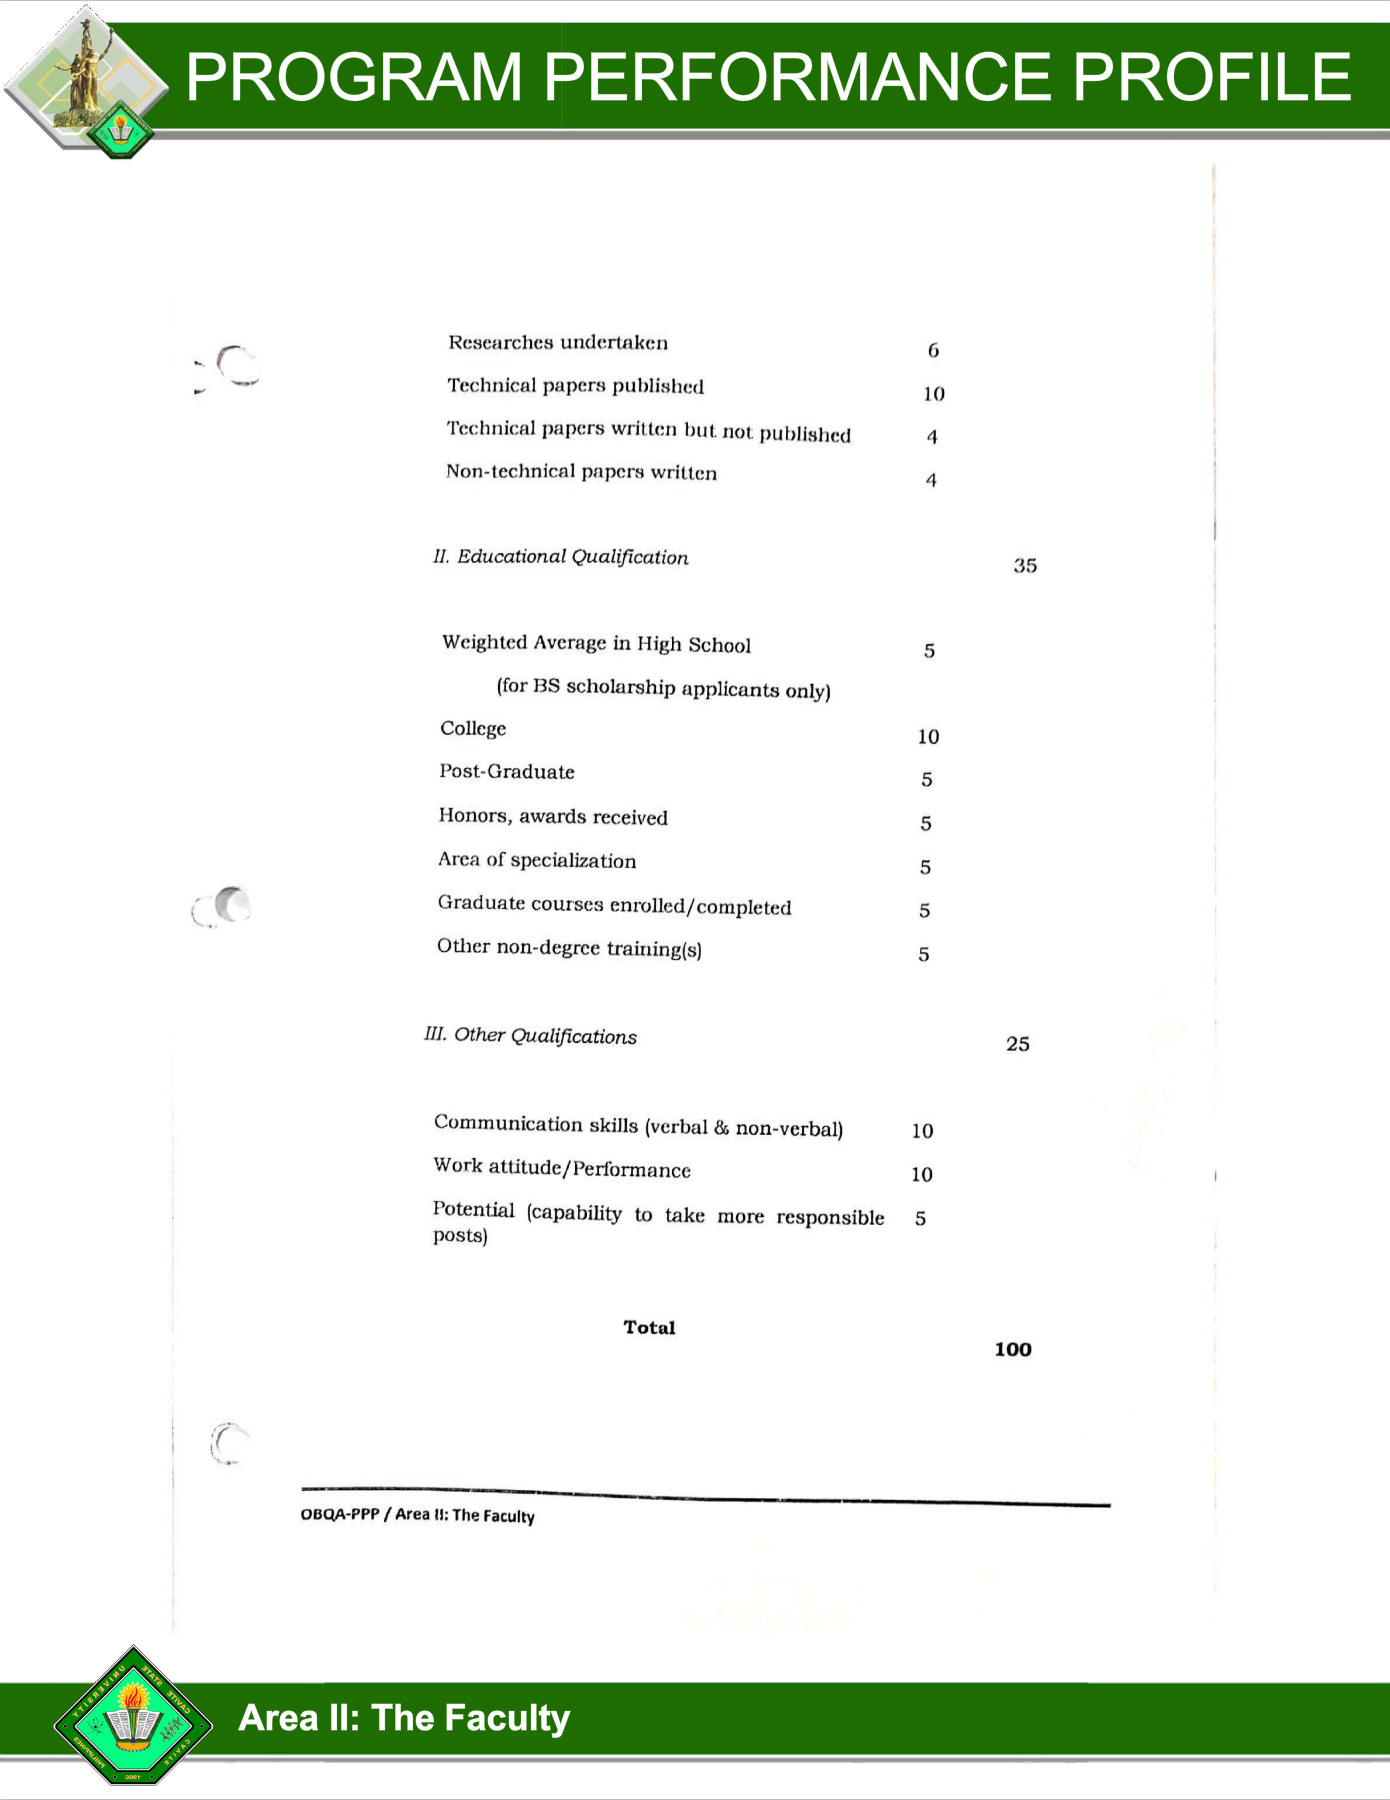 PROGRAM PERFORMANCE PROFILE
Researches undertaken 6
Technical papers published 10
Technical papers written but not published 4
Non-technical papers written 4
II. Educational Qualification 35
Weighted Average in High School 5
(for BS scholarship applicants only)
College 10
Post-Graduate 5
Honors, awards received 5
Area of specialization 5
Graduate courses enrolled/completed 5
Other non-degree training(s) 5
III. Other Qualifications 25
Communication skills (verbal & non-verbal) 10
Work attitude/Performance 10
Potential (capability to take more responsible 5
posts)
Total
100
OBQA-PPP / Area II: The Faculty
CAVITE STATE UNIVERSITY
CAVITE
PHILIPPINES
1906
Area II: The Faculty